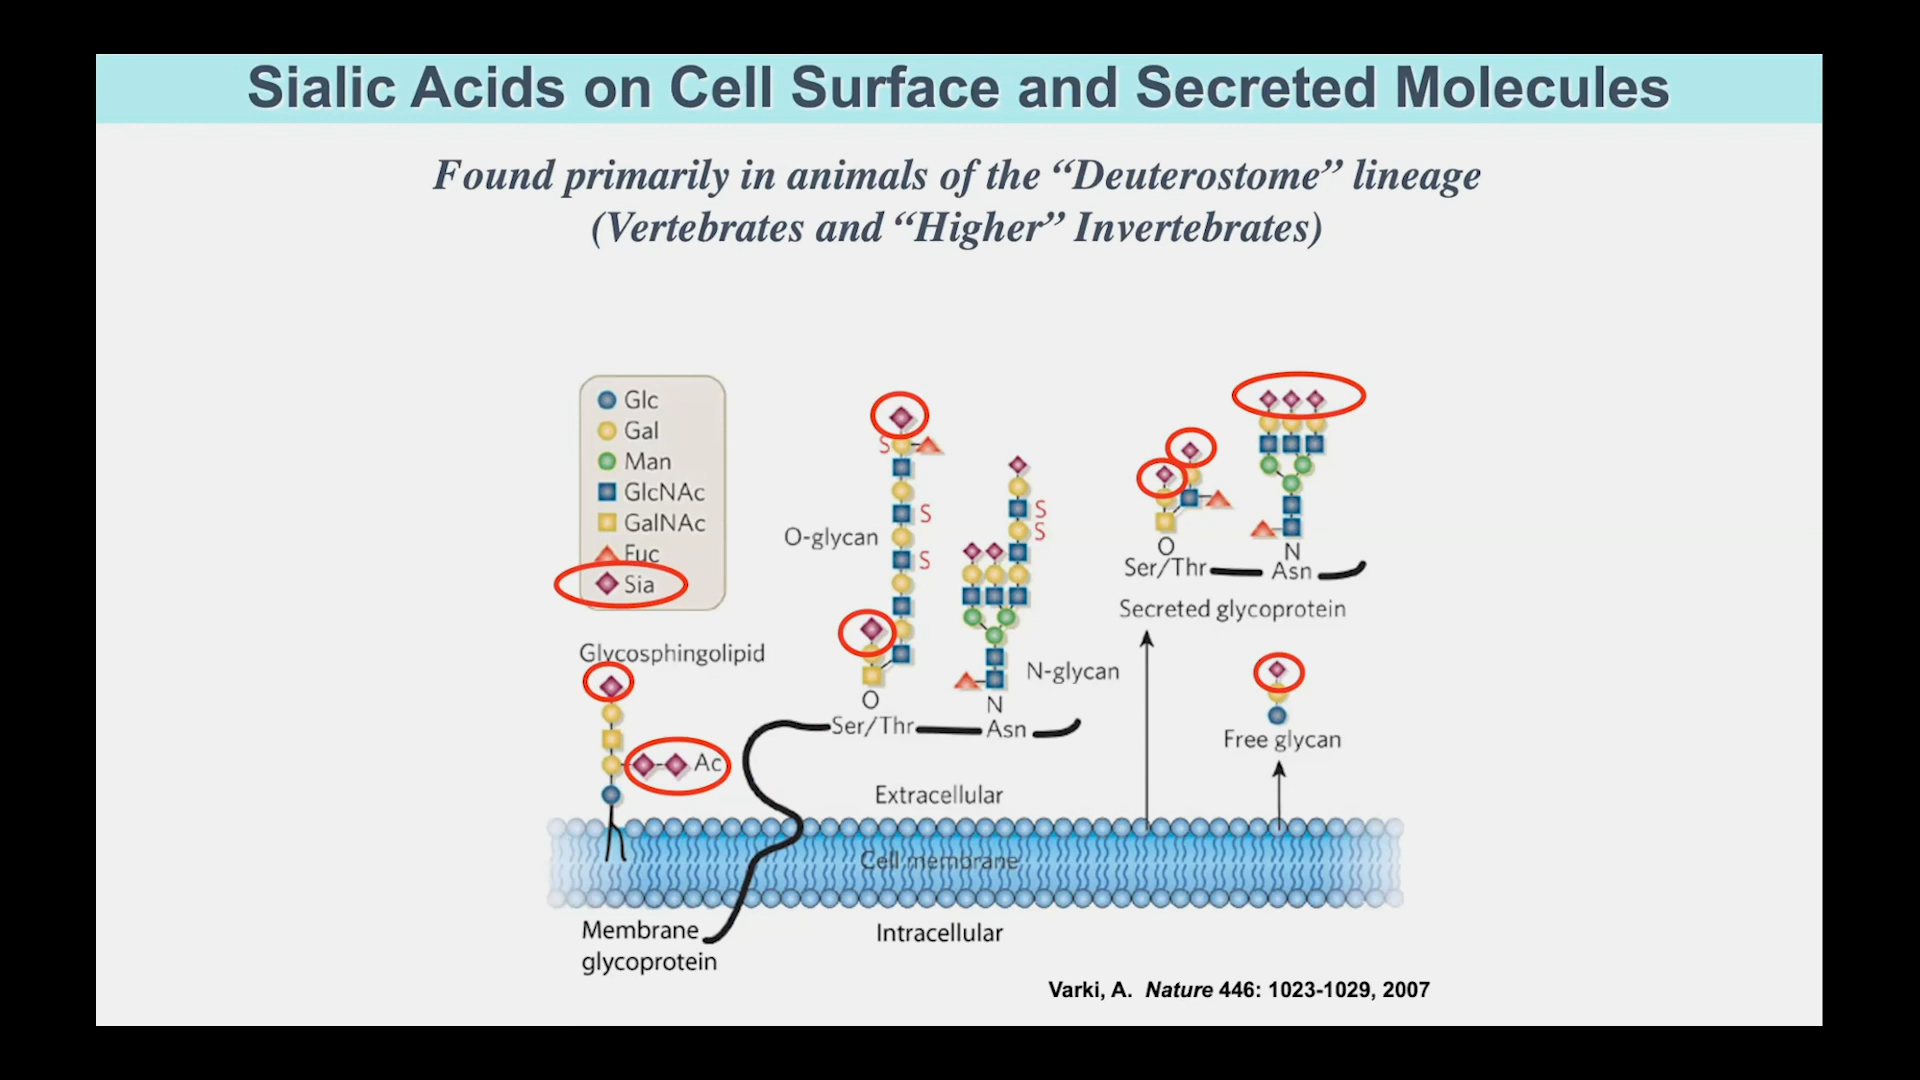 Sialic Acids on Cell Surface and Secreted Molecules
Found primarily in animals of the “Deuterostome” lineage
(Vertebrates and “Higher” Invertebrates)
Glc
Gal
Man
GlcNAc
GalNAc
Fuc
Sia
Glycosphingolipid
Ac
O-glycan
S
S
S
O
Ser/Thr
S
S
N-glycan
N
Asn
O
Ser/Thr
N
Asn
Secreted glycoprotein
Free glycan
Extracellular
Cell membrane
Membrane
glycoprotein
Intracellular
Varki, A. Nature 446: 1023-1029, 2007